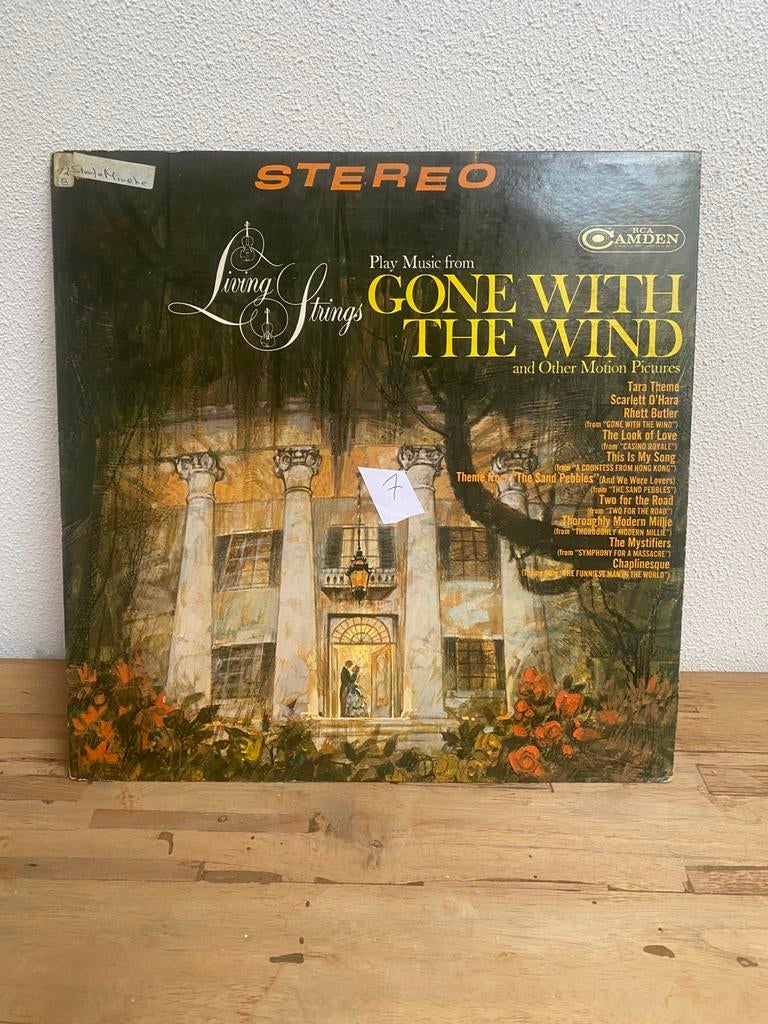 STEREO
RCA
CAMDEN
Living Strings
Play Music from
GONE WITH
THE WIND
and Other Motion Pictures
Tara Theme
Scarlett O'Hara
Rhett Butler
(from "GONE WITH THE WIND")
The Look of Love
(from "CASINO ROYALE")
This Is My Song
(from "A COUNTESS FROM HONG KONG")
Theme from "The Sand Pebbles" (And We Were Lovers)
(from "THE SAND PEBBLES")
Two for the Road
(from "TWO FOR THE ROAD")
Thoroughly Modern Millie
(from "THOROUGHLY MODERN MILLIE")
The Mystifiers
(from "SYMPHONY FOR A MASSACRE")
Chaplinesque
"THE FUNNIEST MAN IN THE WORLD")
7